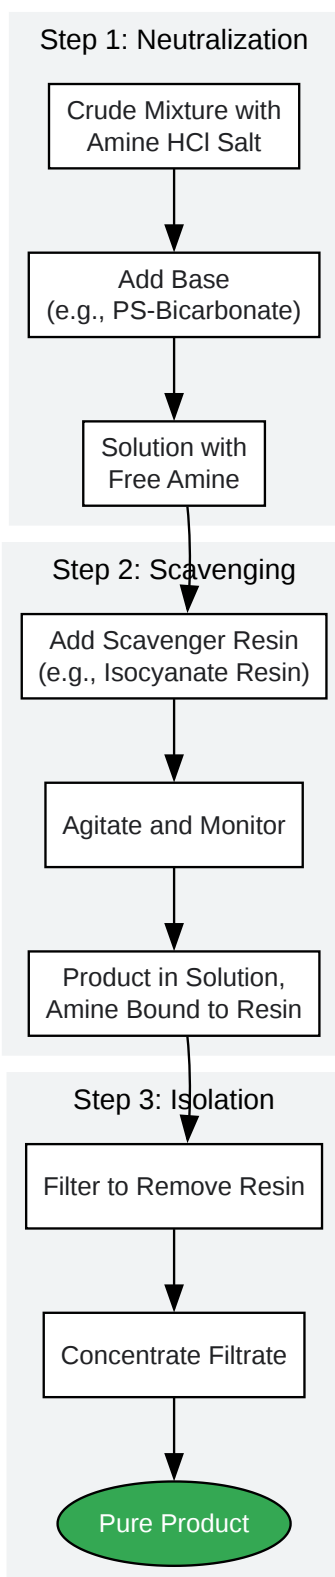 Step 1: Neutralization
Crude Mixture with
Amine HCl Salt
Add Base
(e.g., PS-Bicarbonate)
Solution with
Free Amine
Step 2: Scavenging
Add Scavenger Resin
(e.g., Isocyanate Resin)
Agitate and Monitor
Product in Solution,
Amine Bound to Resin
Step 3: Isolation
Filter to Remove Resin
Concentrate Filtrate
Pure Product